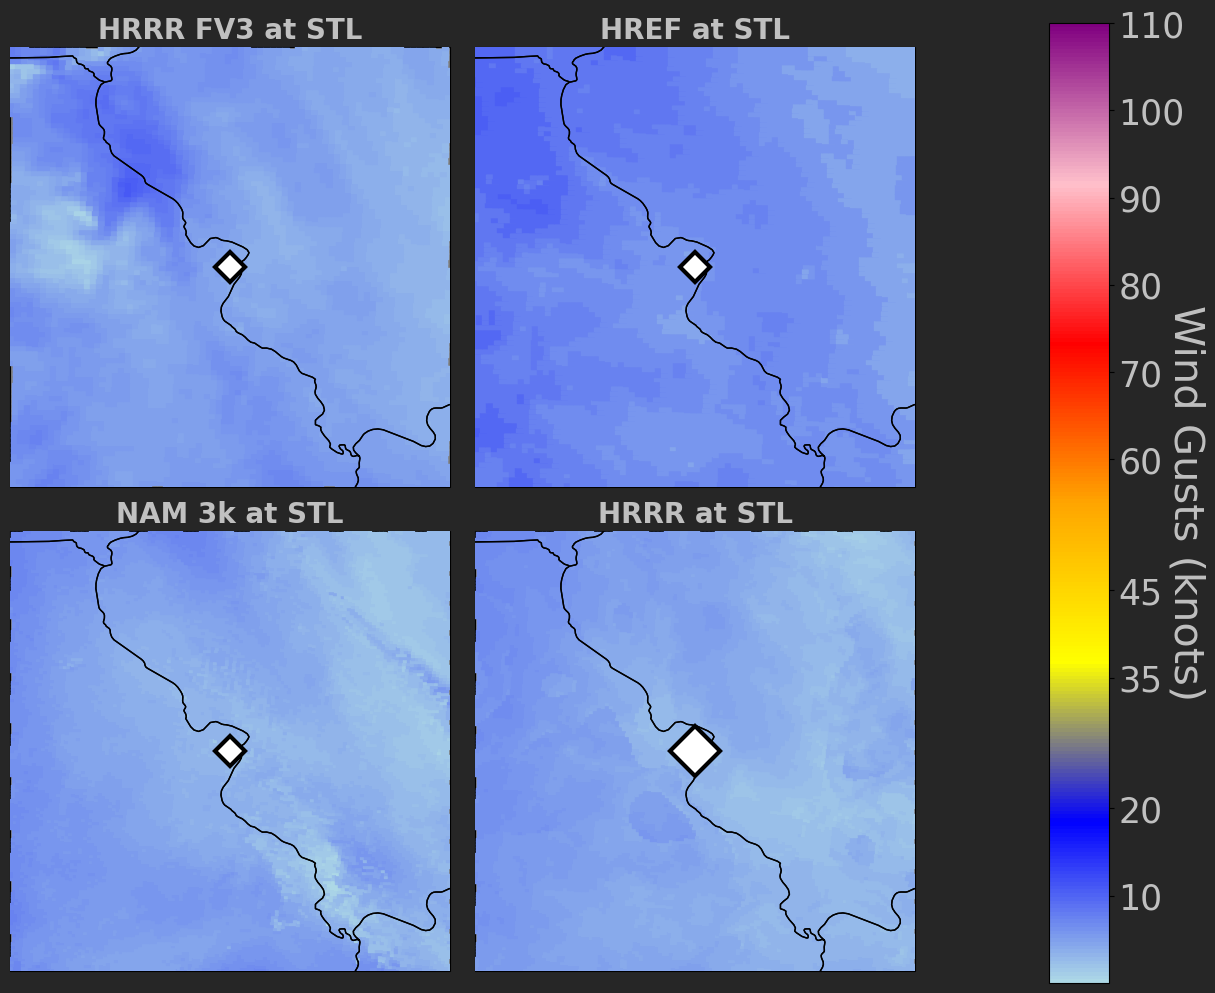 HRRR FV3 at STL
HREF at STL
NAM 3k at STL
HRRR at STL
110
100
90
80
70
60
45
35
20
10
Wind Gusts (knots)